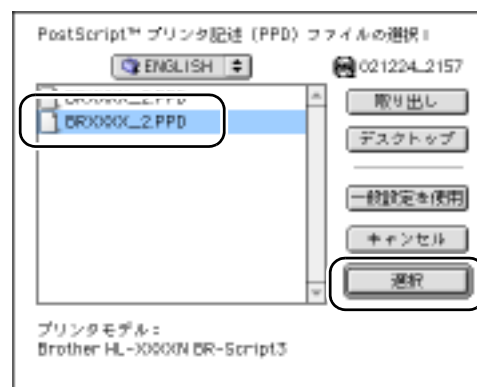 PostScript™ プリンタ記述 (PPD) ファイルの選択:
ENGLISH
021224_2157
BRXXXX_2.PPD
取り出し
デスクトップ
一般設定を使用
キャンセル
選択
プリンタモデル:
Brother HL-XXXXN BR-Script3